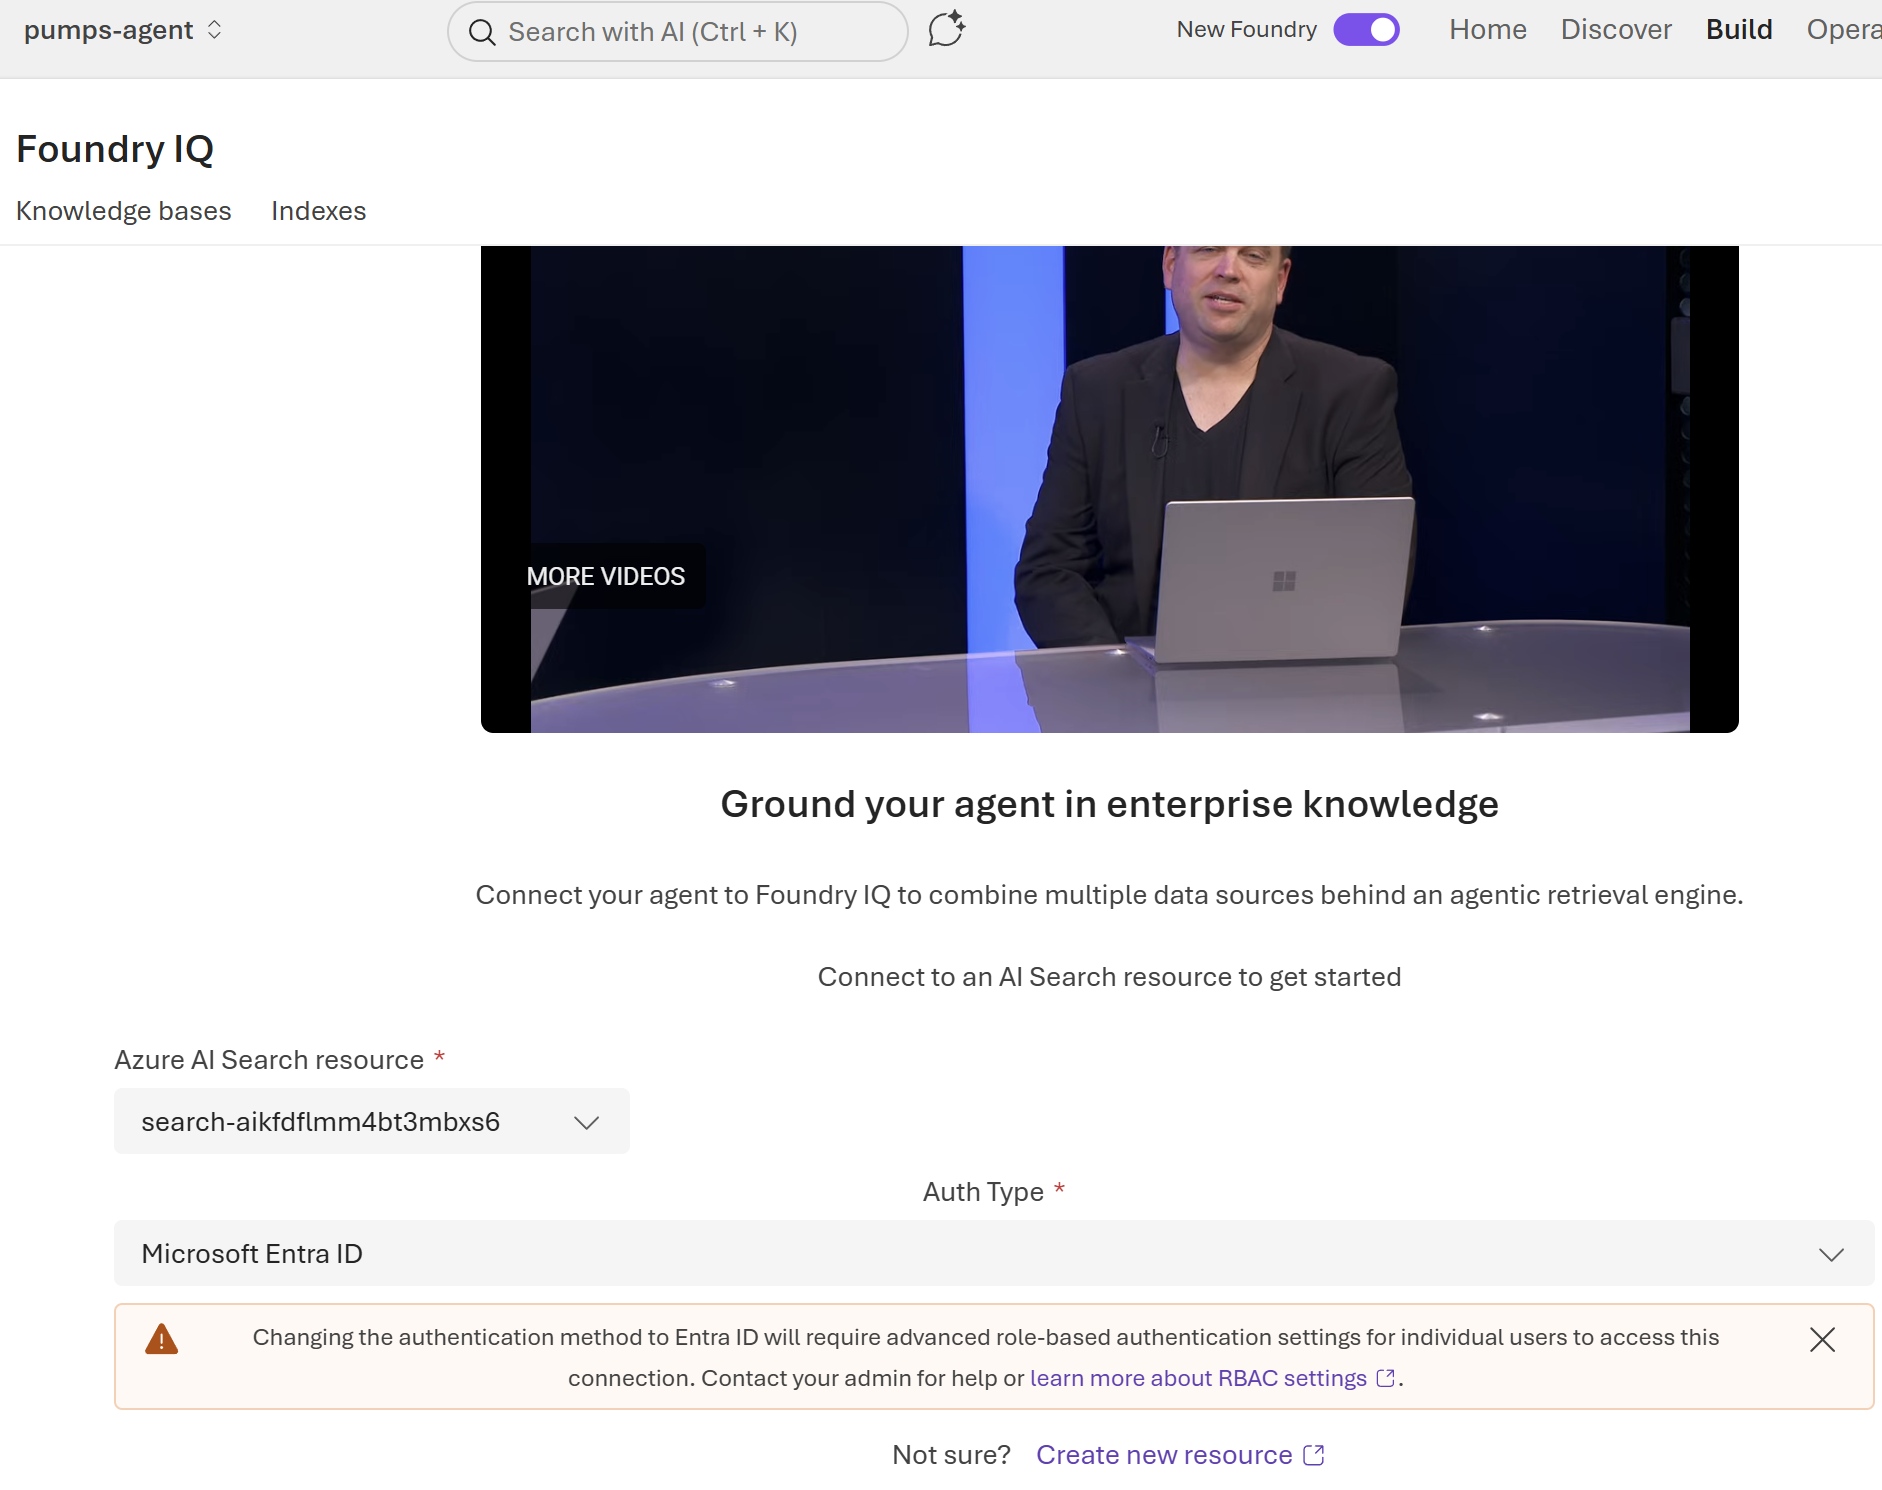 pumps-agent
Search with AI (Ctrl + K)
New Foundry
Home
Discover
Build
Opera
Foundry IQ
Knowledge bases
Indexes
MORE VIDEOS
Ground your agent in enterprise knowledge
Connect your agent to Foundry IQ to combine multiple data sources behind an agentic retrieval engine.
Connect to an AI Search resource to get started
Azure AI Search resource *
search-aikfdflmm4bt3mbxs6
Auth Type *
Microsoft Entra ID
Changing the authentication method to Entra ID will require advanced role-based authentication settings for individual users to access this
connection. Contact your admin for help or learn more about RBAC settings.
Not sure? Create new resource